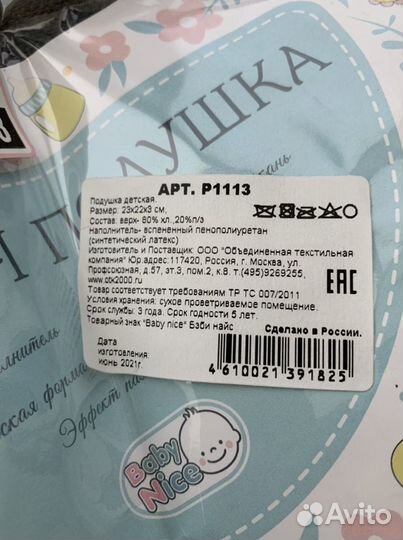 ПОДУШКА
АРТ. Р1113
Подушка детская.
Размер: 23х22х3 см,
Состав: верх- 80% хл.,20%п/э
Наполнитель- вспененный пенополиуретан
(синтетический латекс)
Изготовитель и Поставщик: ООО "Объединенная текстильная
компания" Юр.адрес:117420, Россия, г. Москва, ул.
Профсоюзная, д.57, эт.3, пом.2, к.8. т.(495)9269255,
www.otk2000.ru
Товар соответствует требованиям ТР ТС 007/2011
Условия хранения: сухое проветриваемое помещение.
Срок службы: 3 года. Срок годности 5 лет.
Товарный знак "Baby nice" Бэби найс
EAC
Сделано в России.
Дата
изготовления:
июнь 2021г.
4 610021 391825
Эффект
Baby
Nice
Avito